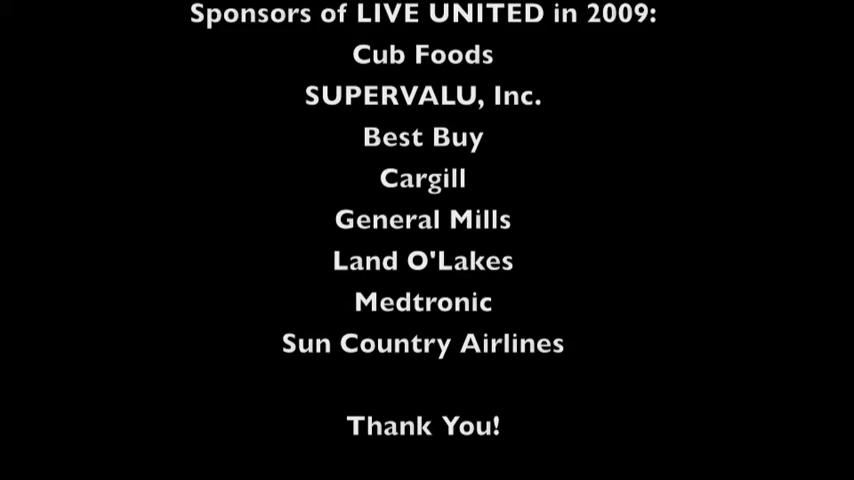 Sponsors of LIVE UNITED in 2009:
Cub Foods
SUPERVALU, Inc.
Best Buy
Cargill
General Mills
Land O'Lakes
Medtronic
Sun Country Airlines
Thank You!